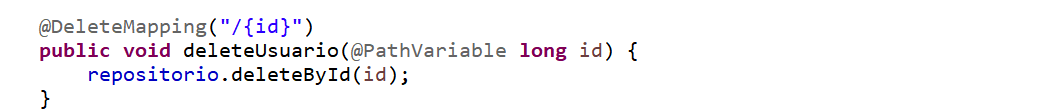 @DeleteMapping("/{id}")
public void deleteUsuario(@PathVariable long id) {
    repositorio.deleteById(id);
}